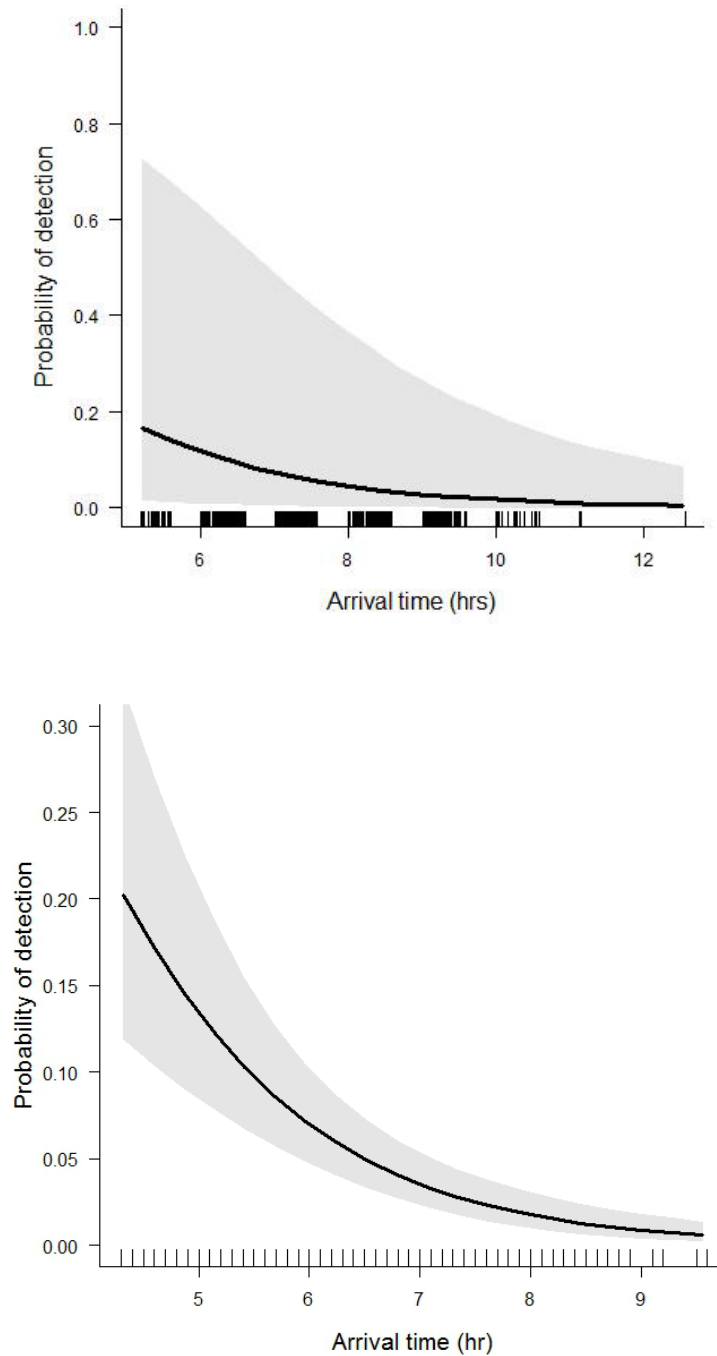 1.0
0.8
0.6
0.4
0.2
0.0
Probability of detection
6 8 10 12
Arrival time (hrs)
0.30
0.25
0.20
0.15
0.10
0.05
0.00
Probability of detection
5 6 7 8 9
Arrival time (hr)